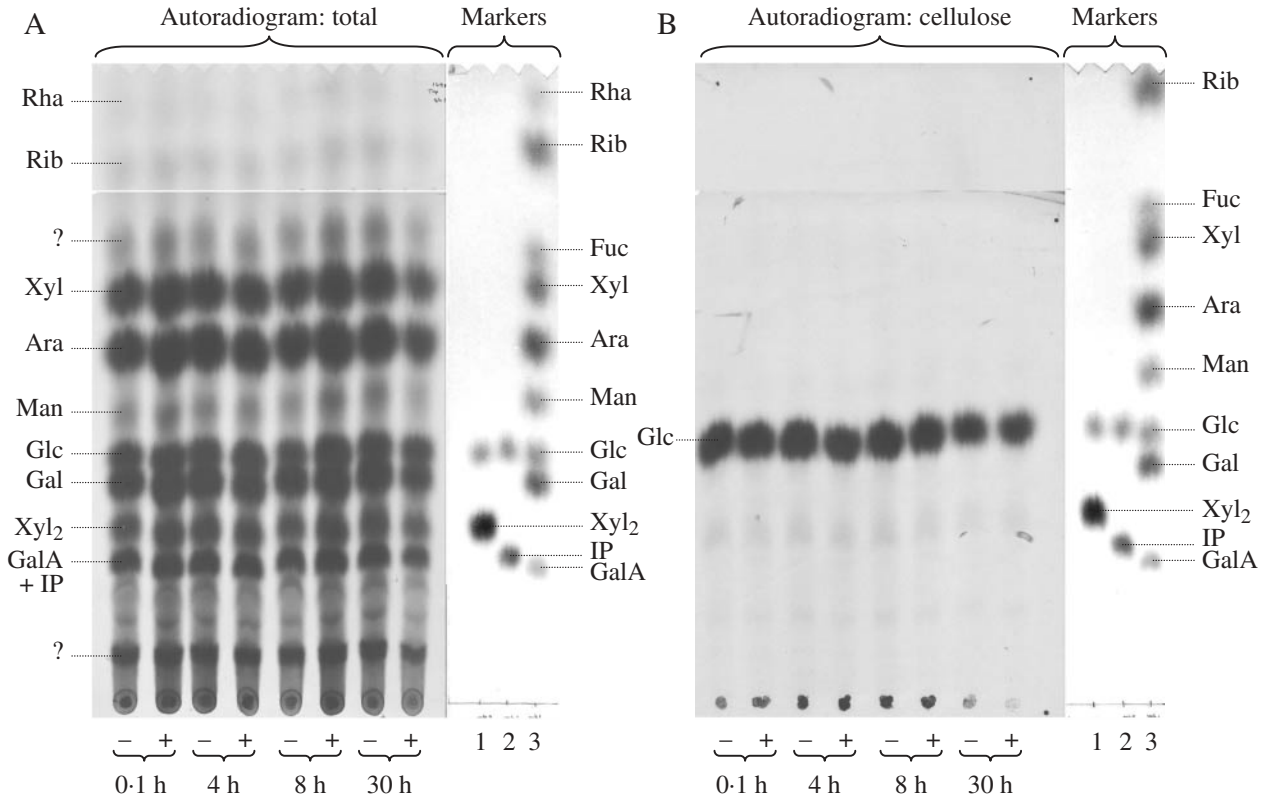 A
Autoradiogram: total
Markers
Rha
Rib
?
Xyl
Ara
Man
Glc
Gal
Xyl2
GalA
+ IP
?
Rha
Rib
Fuc
Xyl
Ara
Man
Glc
Gal
Xyl2
IP
GalA
– + – + – + – +
0·1 h 4 h 8 h 30 h
1 2 3
B
Autoradiogram: cellulose
Markers
Glc
Rib
Fuc
Xyl
Ara
Man
Glc
Gal
Xyl2
IP
GalA
– + – + – + – +
0·1 h 4 h 8 h 30 h
1 2 3